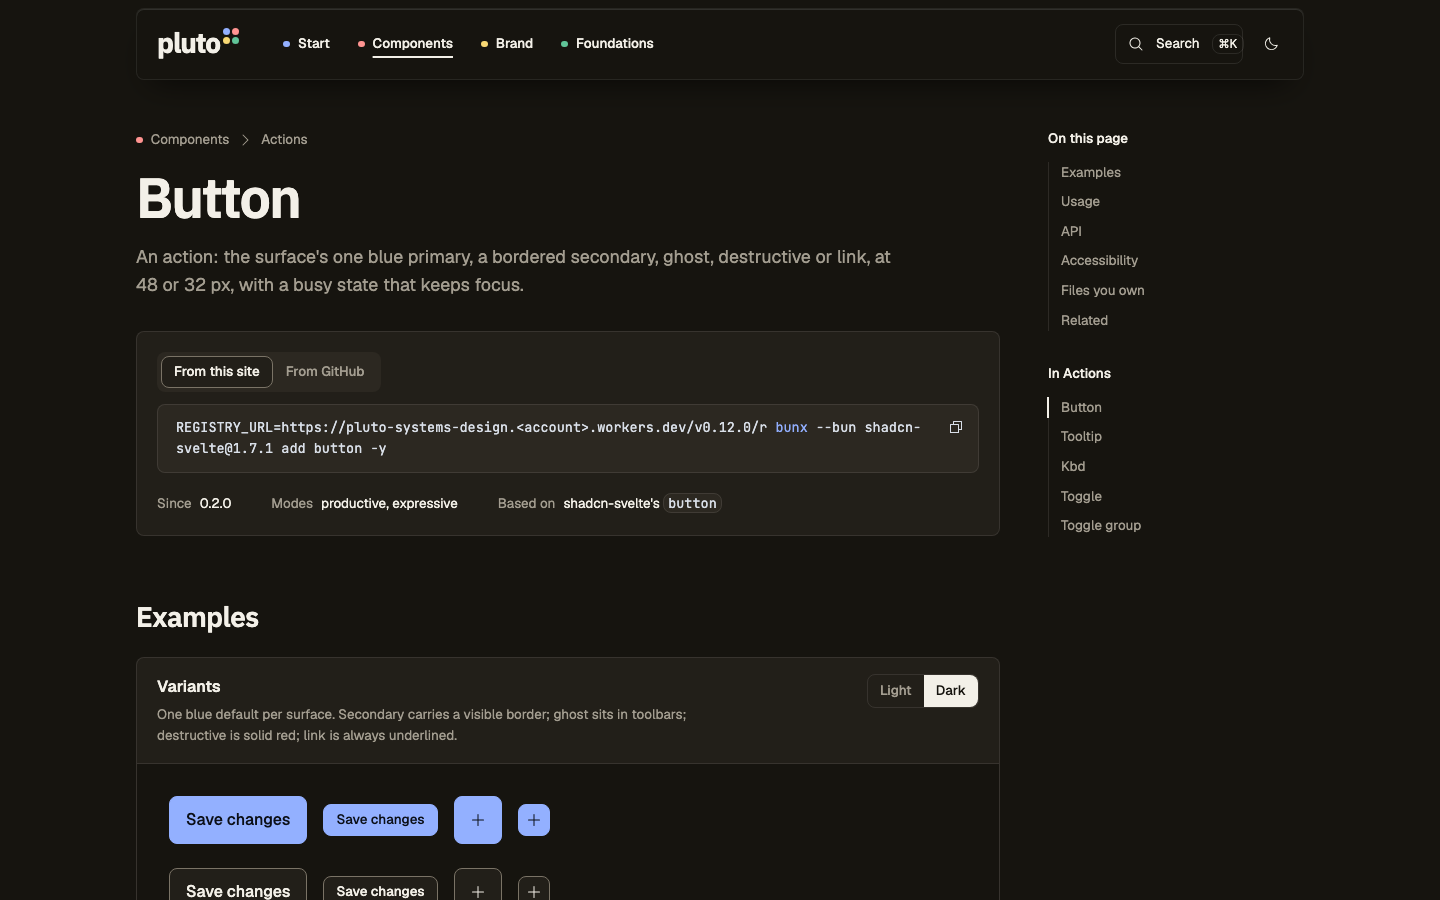 pluto
Start
Components
Brand
Foundations
Search ⌘K
Components > Actions
Button
An action: the surface's one blue primary, a bordered secondary, ghost, destructive or link, at
48 or 32 px, with a busy state that keeps focus.
From this site
From GitHub
REGISTRY_URL=https://pluto-systems-design.<account>.workers.dev/v0.12.0/r bunx --bun shadcn-
svelte@1.7.1 add button -y
Since 0.2.0
Modes productive, expressive
Based on shadcn-svelte's button
Examples
Variants
One blue default per surface. Secondary carries a visible border; ghost sits in toolbars;
destructive is solid red; link is always underlined.
Light
Dark
Save changes
Save changes
Save changes
Save changes
On this page
Examples
Usage
API
Accessibility
Files you own
Related
In Actions
Button
Tooltip
Kbd
Toggle
Toggle group